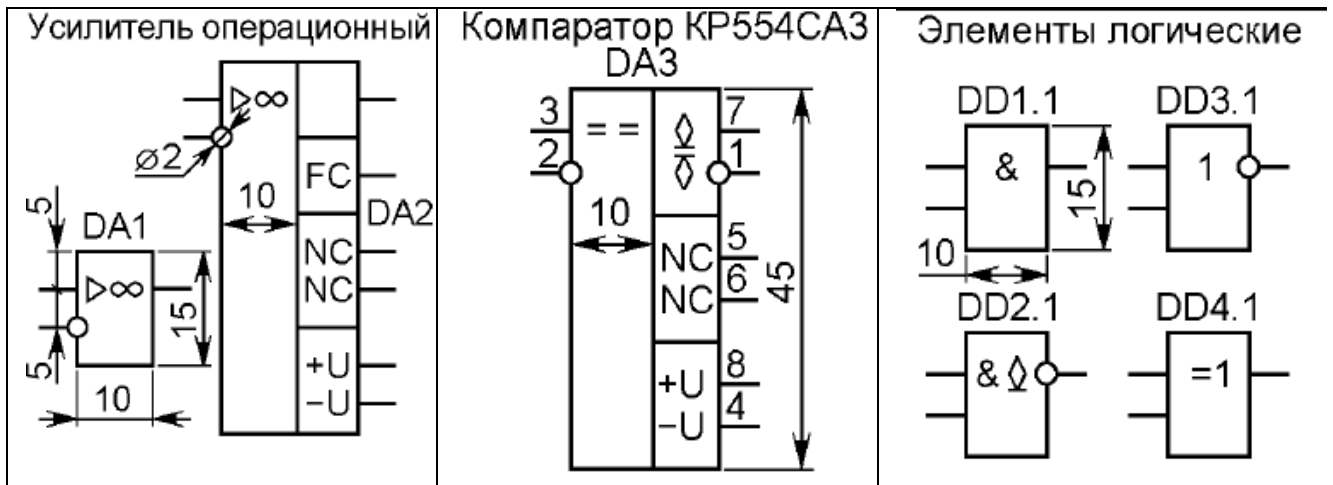 Усилитель операционный
▷∞
⌀2
FC
10
DA2
5
DA1
NC
NC
▷∞
15
5
10
+U
−U
Компаратор КР554СА3
DA3
3
= =
7
2
1
10
5
NC
6
NC
45
8
+U
4
−U
Элементы логические
DD1.1
DD3.1
&
15
1
10
DD2.1
DD4.1
&
=1